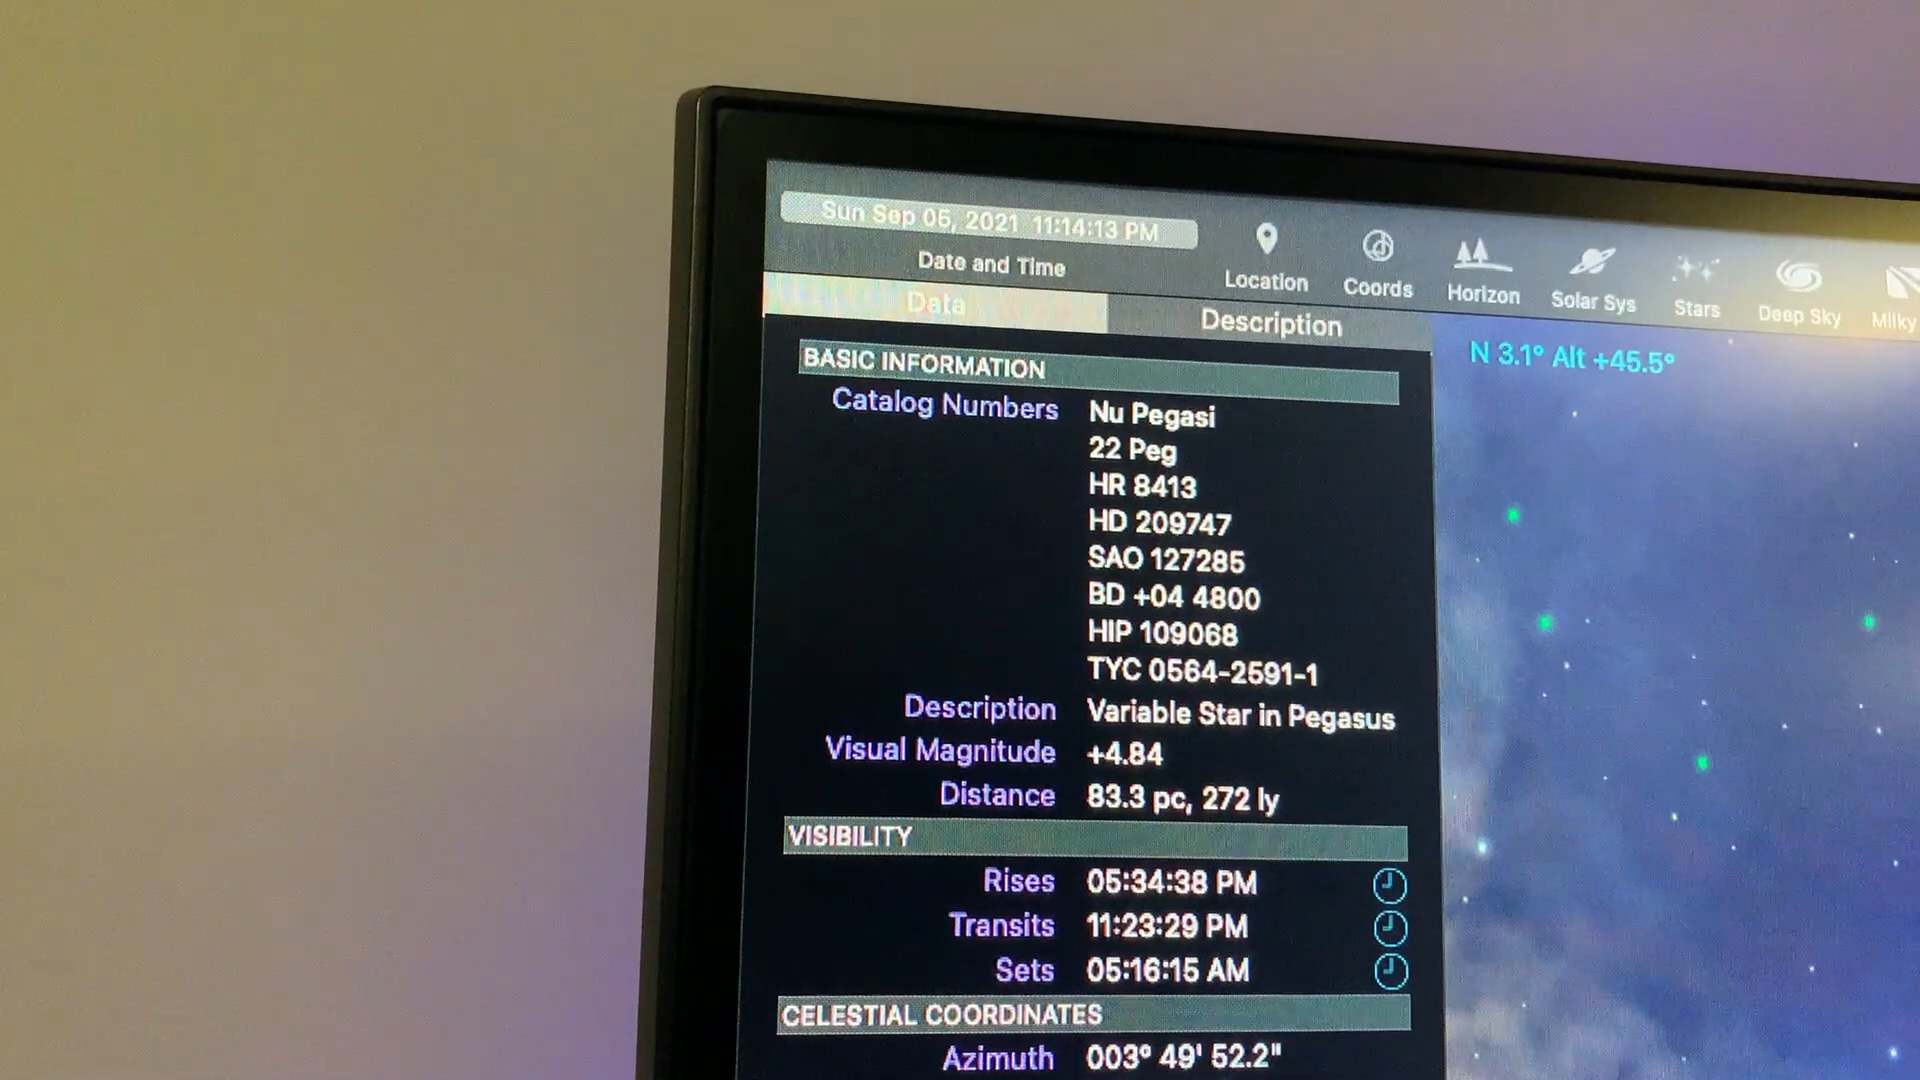 Sun Sep 05, 2021 11:14:13 PM
Date and Time
Location
Coords
Horizon
Solar Sys
Stars
Deep Sky
Milky
Data
Description
N 3.1° Alt +45.5°
BASIC INFORMATION
Catalog Numbers Nu Pegasi
22 Peg
HR 8413
HD 209747
SAO 127285
BD +04 4800
HIP 109068
TYC 0564-2591-1
Description Variable Star in Pegasus
Visual Magnitude +4.84
Distance 83.3 pc, 272 ly
VISIBILITY
Rises 05:34:38 PM
Transits 11:23:29 PM
Sets 05:16:15 AM
CELESTIAL COORDINATES
Azimuth 003° 49' 52.2"